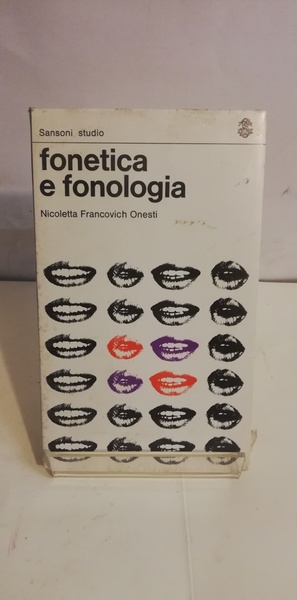 Sansoni studio
fonetica
e fonologia
Nicoletta Francovich Onesti